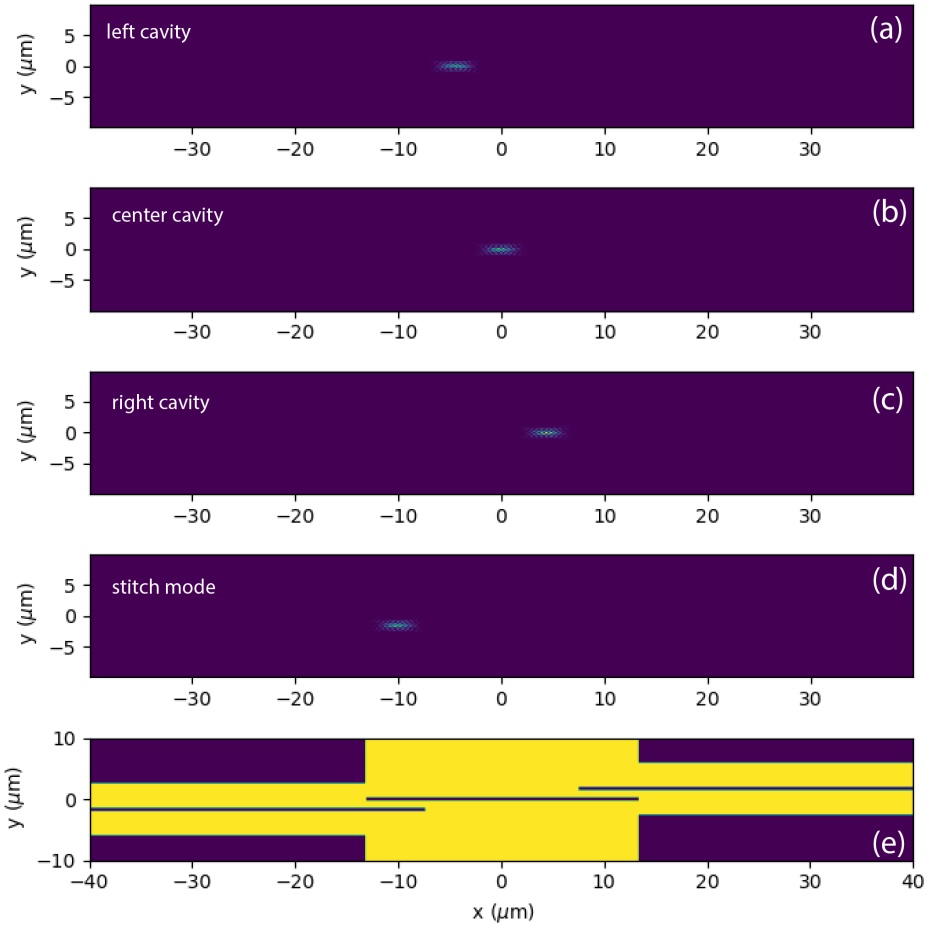 left cavity
(a)
y (μm)
5
0
−5
−30 −20 −10 0 10 20 30
center cavity
(b)
y (μm)
5
0
−5
−30 −20 −10 0 10 20 30
right cavity
(c)
y (μm)
5
0
−5
−30 −20 −10 0 10 20 30
stitch mode
(d)
y (μm)
5
0
−5
−30 −20 −10 0 10 20 30
(e)
y (μm)
10
0
−10
−40 −30 −20 −10 0 10 20 30 40
x (μm)